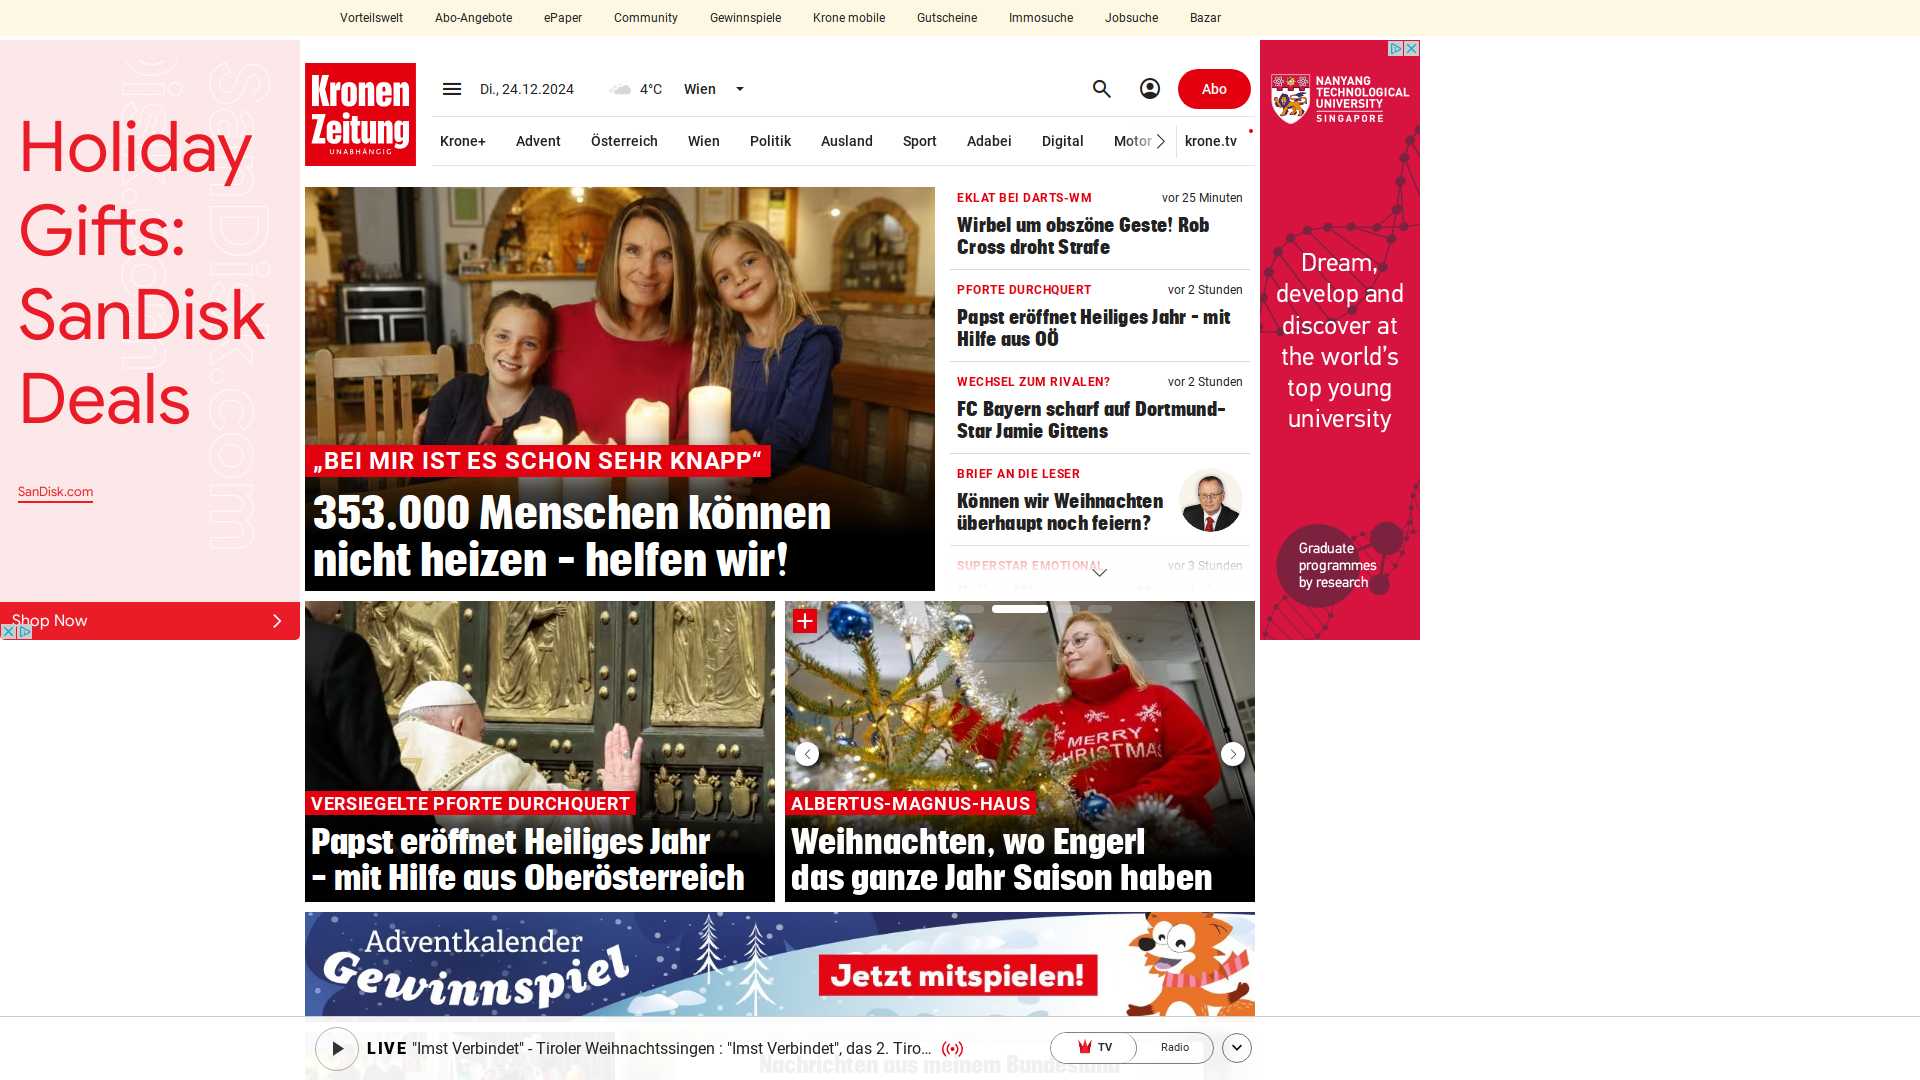 Vorteilswelt
Abo-Angebote
ePaper
Community
Gewinnspiele
Krone mobile
Gutscheine
Immosuche
Jobsuche
Bazar
Holiday
Gifts:
SanDisk
Deals
SanDisk.com
SanDisk.com
Shop Now
Kronen
Zeitung
UNABHÄNGIG
Di., 24.12.2024
4°C
Wien
Abo
Krone+
Advent
Österreich
Wien
Politik
Ausland
Sport
Adabei
Digital
Motor
krone.tv
„BEI MIR IST ES SCHON SEHR KNAPP“
353.000 Menschen können
nicht heizen – helfen wir!
EKLAT BEI DARTS-WM
vor 25 Minuten
Wirbel um obszöne Geste! Rob
Cross droht Strafe
PFORTE DURCHQUERT
vor 2 Stunden
Papst eröffnet Heiliges Jahr – mit
Hilfe aus OÖ
WECHSEL ZUM RIVALEN?
vor 2 Stunden
FC Bayern scharf auf Dortmund-
Star Jamie Gittens
BRIEF AN DIE LESER
Können wir Weihnachten
überhaupt noch feiern?
SUPERSTAR EMOTIONAL
vor 3 Stunden
NANYANG
TECHNOLOGICAL
UNIVERSITY
SINGAPORE
Dream,
develop and
discover at
the world’s
top young
university
Graduate
programmes
by research
VERSIEGELTE PFORTE DURCHQUERT
Papst eröffnet Heiliges Jahr
– mit Hilfe aus Oberösterreich
MERRY
CHRISTMAS
ALBERTUS-MAGNUS-HAUS
Weihnachten, wo Engerl
das ganze Jahr Saison haben
Adventkalender
Gewinnspiel
Jetzt mitspielen!
LIVE "Imst Verbindet" - Tiroler Weihnachtssingen : "Imst Verbindet", das 2. Tiro...
TV
Radio
Nachrichten aus meinem Bundesland